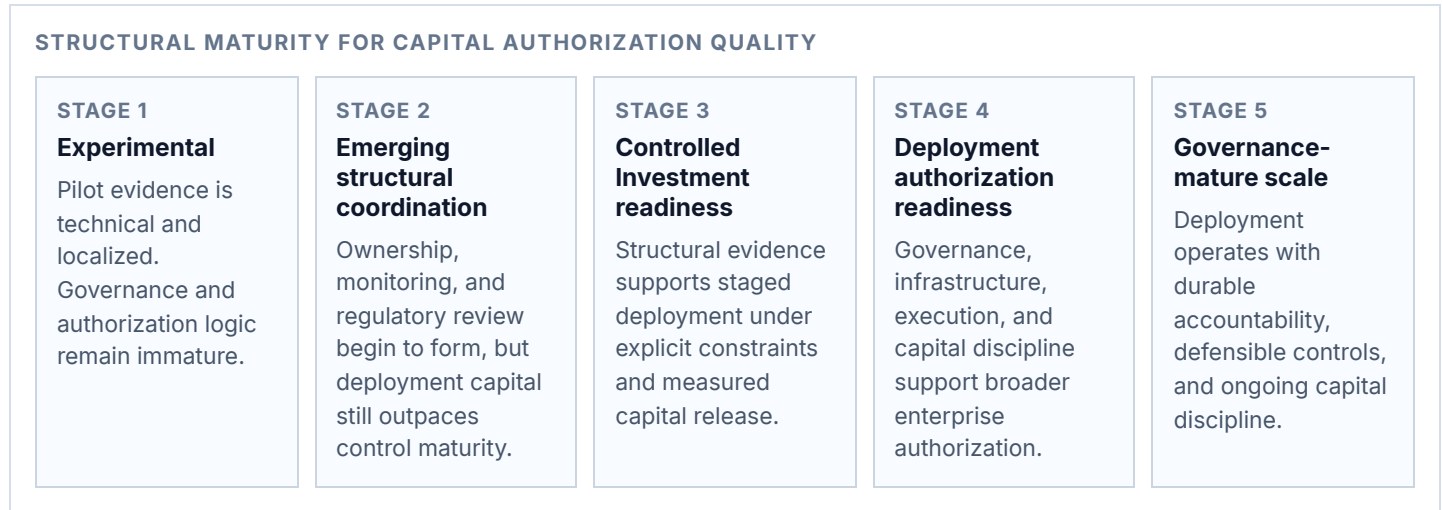 STRUCTURAL MATURITY FOR CAPITAL AUTHORIZATION QUALITY
STAGE 1
Experimental
Pilot evidence is
technical and
localized.
Governance and
authorization logic
remain immature.
STAGE 2
Emerging
structural
coordination
Ownership,
monitoring, and
regulatory review
begin to form, but
deployment capital
still outpaces
control maturity.
STAGE 3
Controlled
Investment
readiness
Structural evidence
supports staged
deployment under
explicit constraints
and measured
capital release.
STAGE 4
Deployment
authorization
readiness
Governance,
infrastructure,
execution, and
capital discipline
support broader
enterprise
authorization.
STAGE 5
Governance-
mature scale
Deployment
operates with
durable
accountability,
defensible controls,
and ongoing capital
discipline.